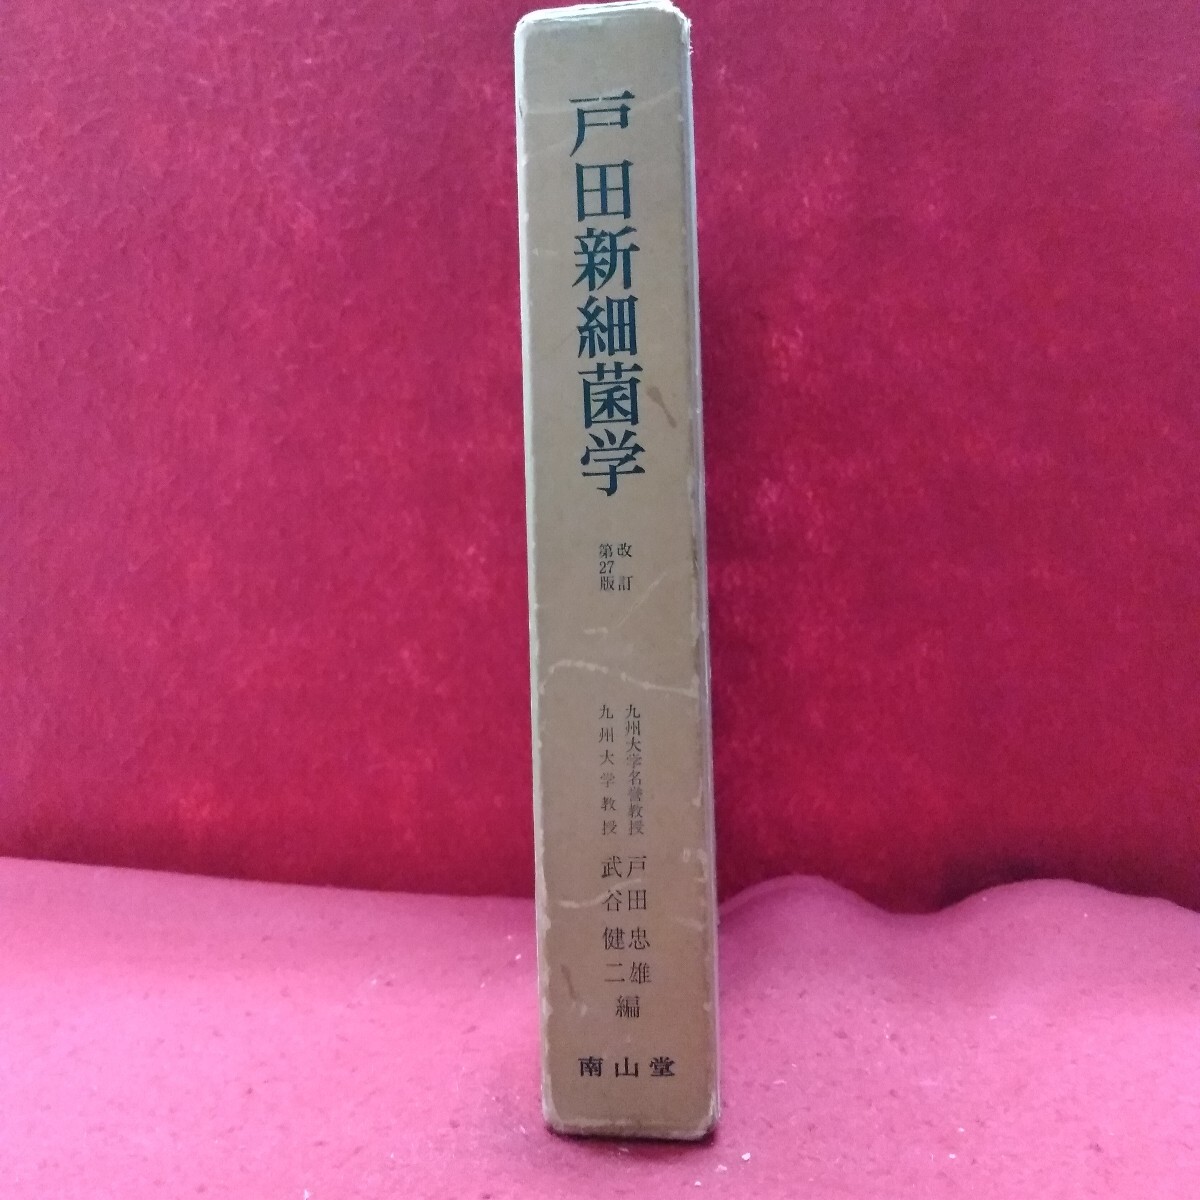 戸田新細菌学
改訂
第27版
九州大学名誉教授 戸田忠雄
九州大学教授 武谷健二
編
南山堂